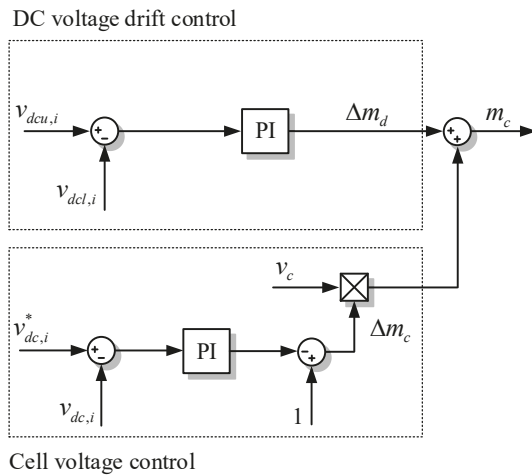 DC voltage drift control
v_{dcu,i}
+
−
PI
Δm_d
+
+
m_c
v_{dcl,i}
v_c
v^*_{dc,i}
+
−
PI
−
+
Δm_c
v_{dc,i}
1
Cell voltage control